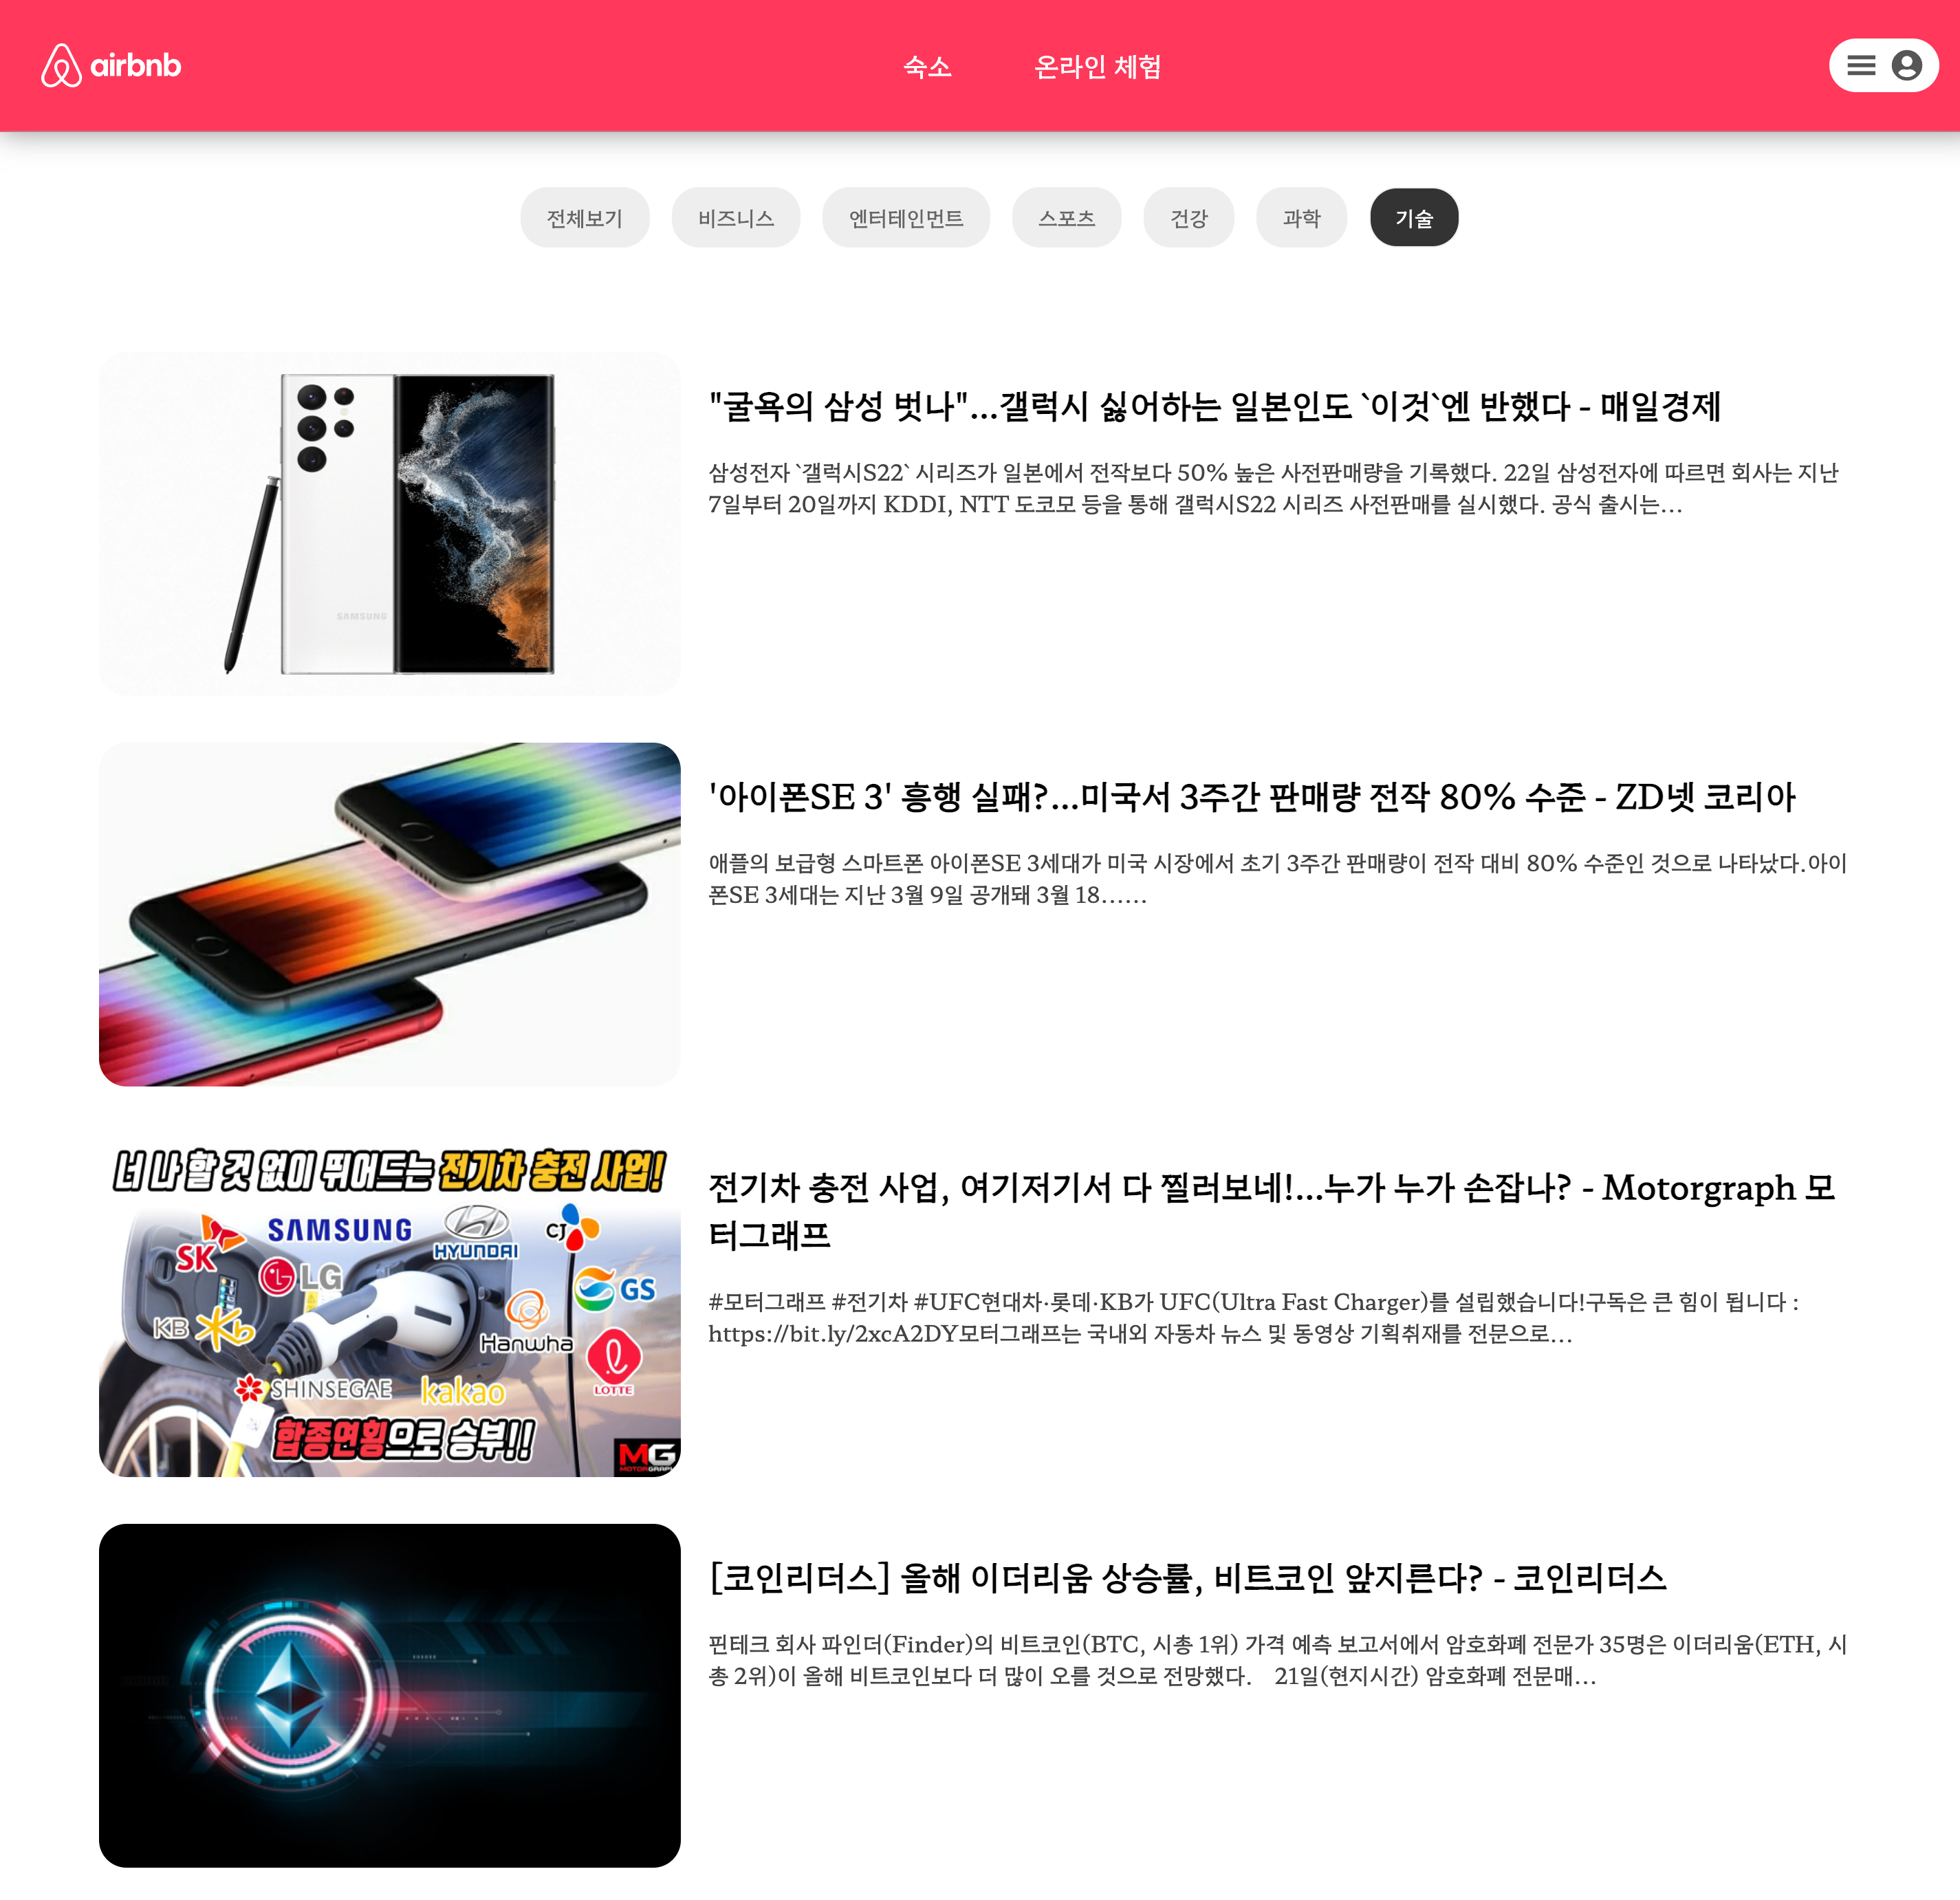 airbnb
숙소 온라인 체험
전체보기 비즈니스 엔터테인먼트 스포츠 건강 과학 기술
SAMSUNG
"굴욕의 삼성 벗나"...갤럭시 싫어하는 일본인도 `이것`엔 반했다 - 매일경제
삼성전자 `갤럭시S22` 시리즈가 일본에서 전작보다 50% 높은 사전판매량을 기록했다. 22일 삼성전자에 따르면 회사는 지난
7일부터 20일까지 KDDI, NTT 도코모 등을 통해 갤럭시S22 시리즈 사전판매를 실시했다. 공식 출시는…
'아이폰SE 3' 흥행 실패?…미국서 3주간 판매량 전작 80% 수준 - ZD넷 코리아
애플의 보급형 스마트폰 아이폰SE 3세대가 미국 시장에서 초기 3주간 판매량이 전작 대비 80% 수준인 것으로 나타났다.아이
폰SE 3세대는 지난 3월 9일 공개돼 3월 18......
너 나 할 것 없이 뛰어드는 전기차 충전 사업!
SK SAMSUNG HYUNDAI CJ
LG GS
KB Hanwha
LOTTE
SHINSEGAE kakao
합종연횡으로 승부!!
MG
MOTORGRAPH
전기차 충전 사업, 여기저기서 다 찔러보네!...누가 누가 손잡나? - Motorgraph 모
터그래프
#모터그래프 #전기차 #UFC현대차·롯데·KB가 UFC(Ultra Fast Charger)를 설립했습니다!구독은 큰 힘이 됩니다 :
https://bit.ly/2xcA2DY모터그래프는 국내외 자동차 뉴스 및 동영상 기획취재를 전문으로…
[코인리더스] 올해 이더리움 상승률, 비트코인 앞지른다? - 코인리더스
핀테크 회사 파인더(Finder)의 비트코인(BTC, 시총 1위) 가격 예측 보고서에서 암호화폐 전문가 35명은 이더리움(ETH, 시
총 2위)이 올해 비트코인보다 더 많이 오를 것으로 전망했다. 21일(현지시간) 암호화폐 전문매…